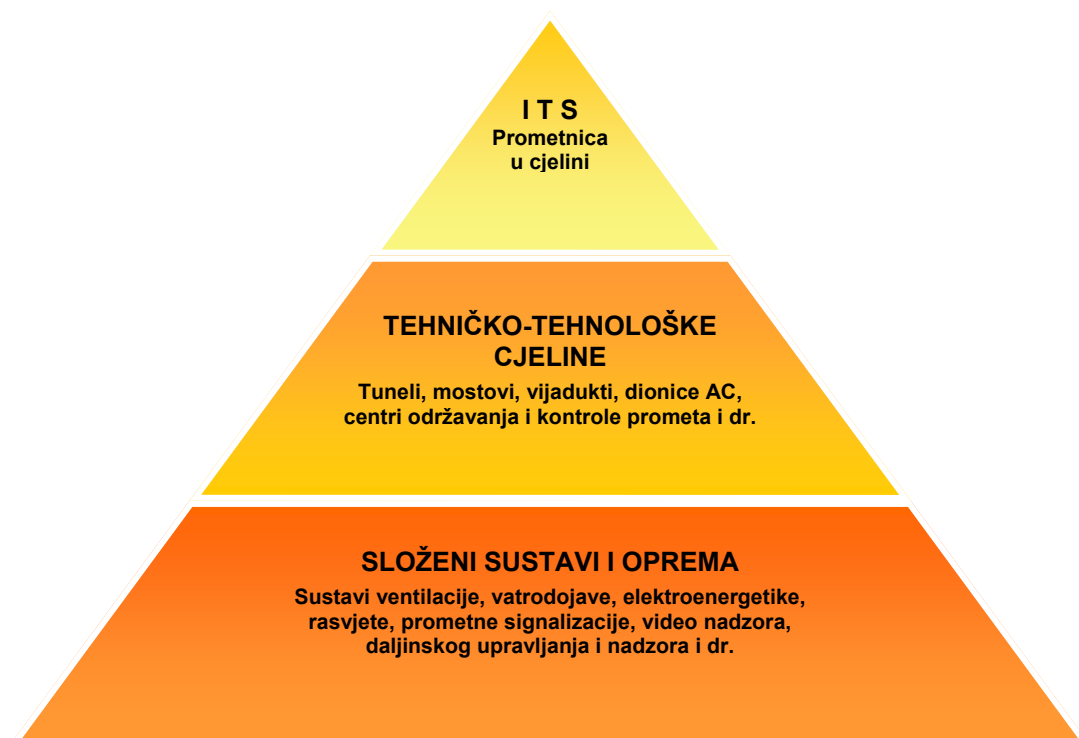 I T S
Prometnica
u cjelini
TEHNIČKO-TEHNOLOŠKE
CJELINE
Tuneli, mostovi, vijadukti, dionice AC,
centri održavanja i kontrole prometa i dr.
SLOŽENI SUSTAVI I OPREMA
Sustavi ventilacije, vatrodojave, elektroenergetike,
rasvjete, prometne signalizacije, video nadzora,
daljinskog upravljanja i nadzora i dr.